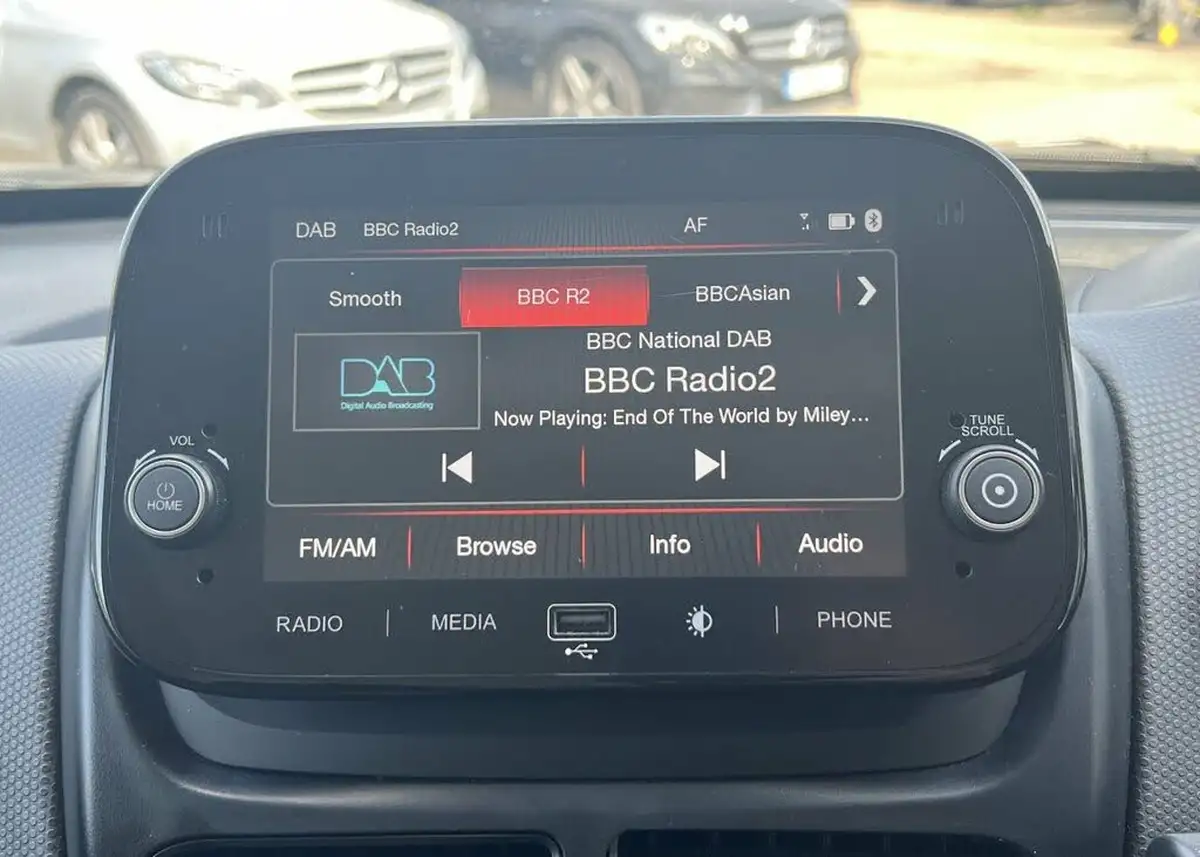 DAB BBC Radio2 AF
Smooth BBC R2 BBCAsian
BBC National DAB
DAB
Digital Audio Broadcasting
BBC Radio2
Now Playing: End Of The World by Miley...
VOL
HOME
TUNE
SCROLL
FM/AM Browse Info Audio
RADIO MEDIA PHONE